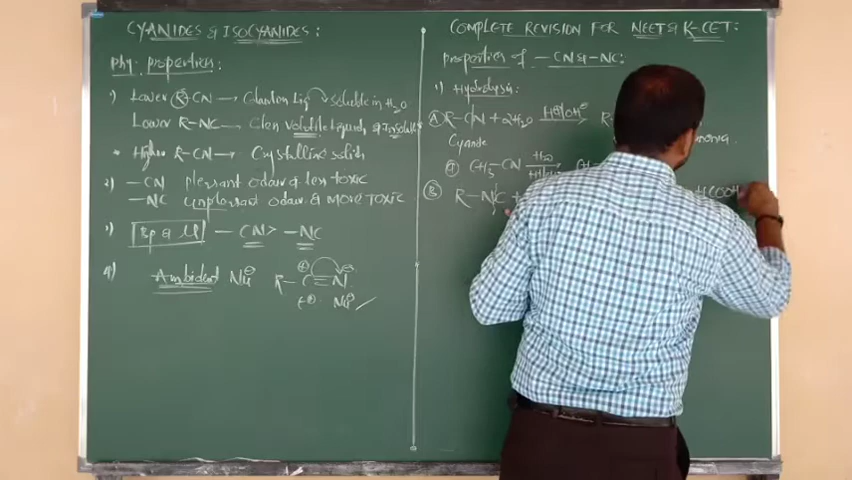 CYANIDES & ISOCYANIDES :
Phy. properties :
1) Lower R-CN → Colourless Liq soluble in H2O
Lower R-NC → volatile Liquids & Insoluble
* Higher R-CN → Crystalline solids
2) -CN pleasant odour & less TOXIC
-NC unpleasant odour & MORE TOXIC
3) Bp & μ -CN > -NC
4) Ambident Nu⊖ R-C≡N
Nu⊖
COMPLETE REVISION FOR NEET & K-CET:
properties of -CN & -NC:
1) Hydrolysis:
A) R-CN + 2H2O
Cyanide
CH3-CN H2O
B) R-NC +
HCOOH